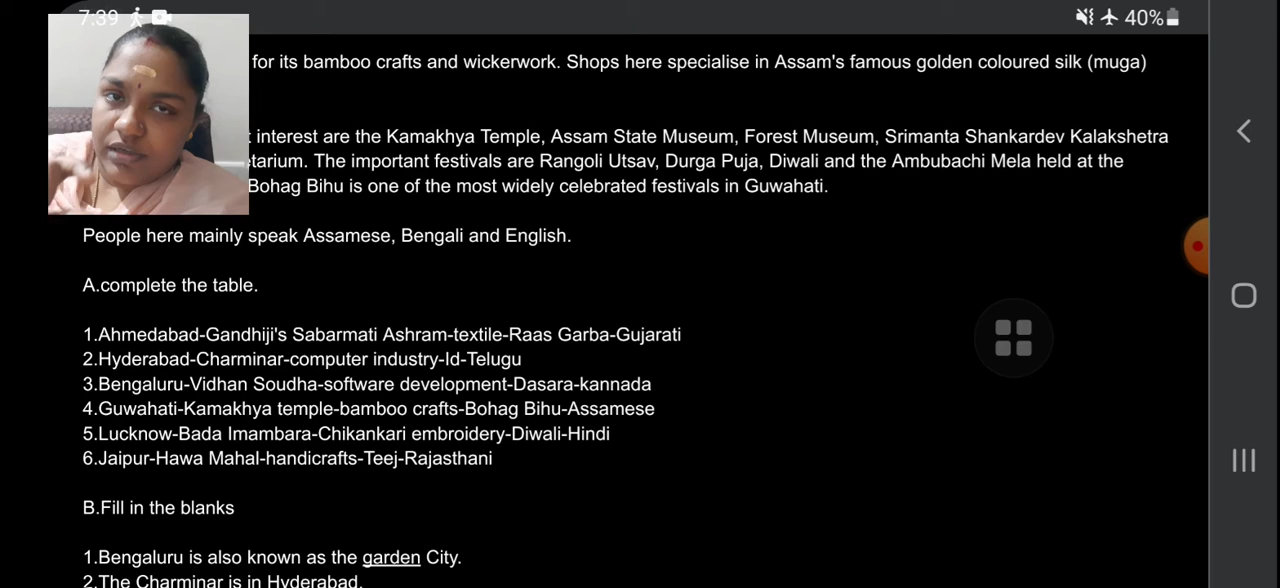 7:39 40%
for its bamboo crafts and wickerwork. Shops here specialise in Assam's famous golden coloured silk (muga)
interest are the Kamakhya Temple, Assam State Museum, Forest Museum, Srimanta Shankardev Kalakshetra
etarium. The important festivals are Rangoli Utsav, Durga Puja, Diwali and the Ambubachi Mela held at the
Bohag Bihu is one of the most widely celebrated festivals in Guwahati.
People here mainly speak Assamese, Bengali and English.
A.complete the table.
1.Ahmedabad-Gandhiji's Sabarmati Ashram-textile-Raas Garba-Gujarati
2.Hyderabad-Charminar-computer industry-Id-Telugu
3.Bengaluru-Vidhan Soudha-software development-Dasara-kannada
4.Guwahati-Kamakhya temple-bamboo crafts-Bohag Bihu-Assamese
5.Lucknow-Bada Imambara-Chikankari embroidery-Diwali-Hindi
6.Jaipur-Hawa Mahal-handicrafts-Teej-Rajasthani
B.Fill in the blanks
1.Bengaluru is also known as the garden City.
2.The Charminar is in Hyderabad.